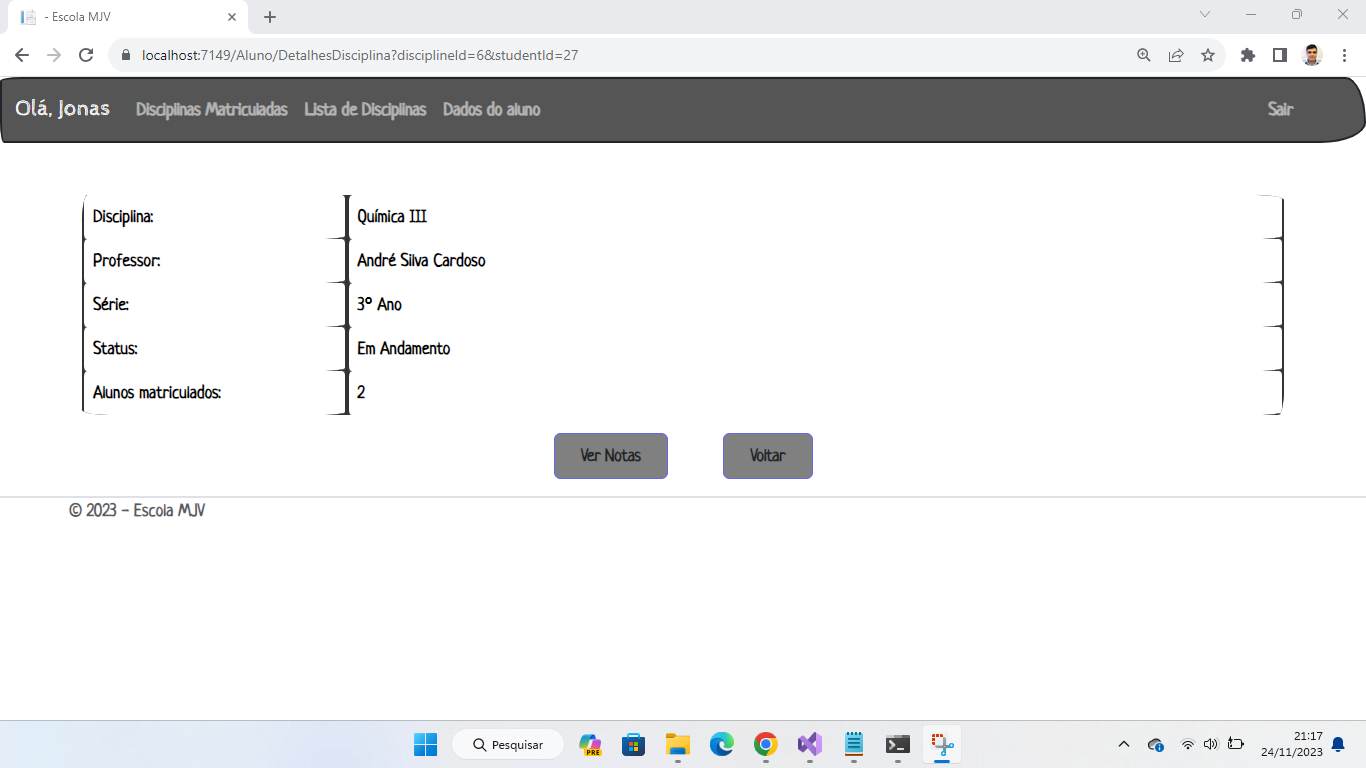 - Escola MJV
localhost:7149/Aluno/DetalhesDisciplina?disciplineId=6&studentId=27
Olá, Jonas Disciplinas Matriculadas Lista de Disciplinas Dados do aluno Sair
Disciplina: Química III
Professor: André Silva Cardoso
Série: 3º Ano
Status: Em Andamento
Alunos matriculados: 2
Ver Notas Voltar
© 2023 - Escola MJV
Pesquisar PRE 21:17
24/11/2023